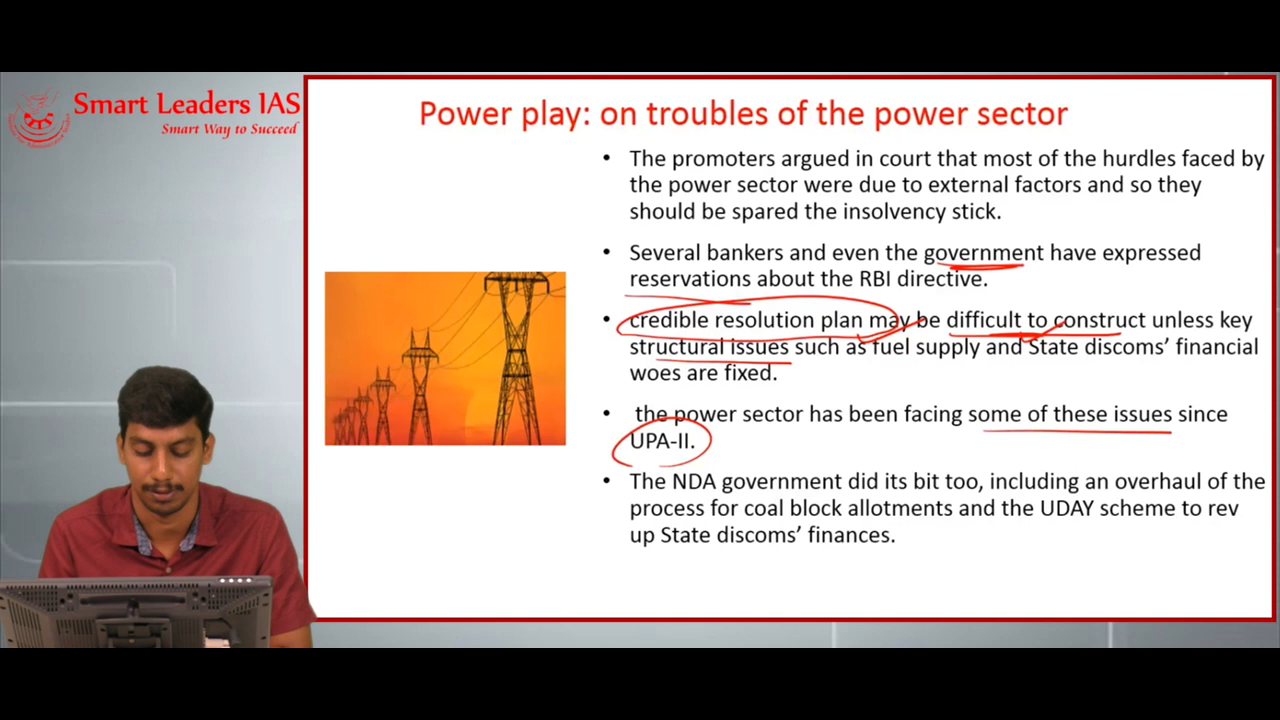 Smart Leaders IAS
Smart Way to Succeed
Power play: on troubles of the power sector
• The promoters argued in court that most of the hurdles faced by
the power sector were due to external factors and so they
should be spared the insolvency stick.
• Several bankers and even the government have expressed
reservations about the RBI directive.
• credible resolution plan may be difficult to construct unless key
structural issues such as fuel supply and State discoms’ financial
woes are fixed.
• the power sector has been facing some of these issues since
UPA-II.
• The NDA government did its bit too, including an overhaul of the
process for coal block allotments and the UDAY scheme to rev
up State discoms’ finances.